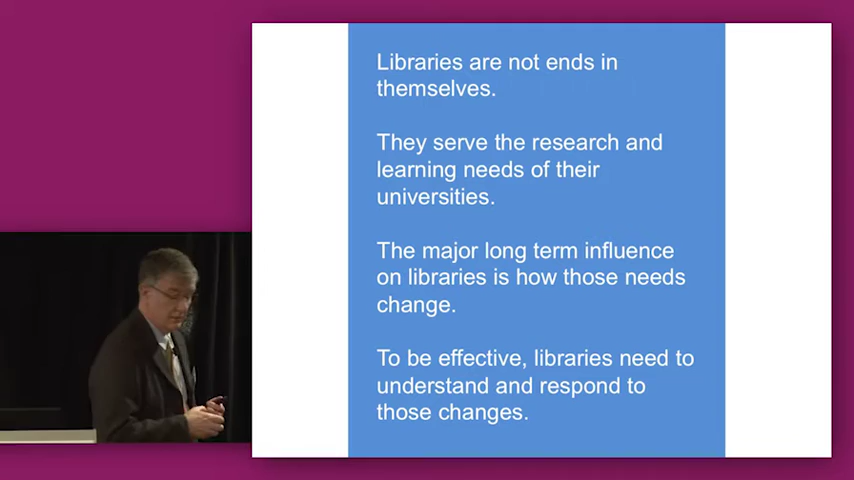 Libraries are not ends in
themselves.
They serve the research and
learning needs of their
universities.
The major long term influence
on libraries is how those needs
change.
To be effective, libraries need to
understand and respond to
those changes.